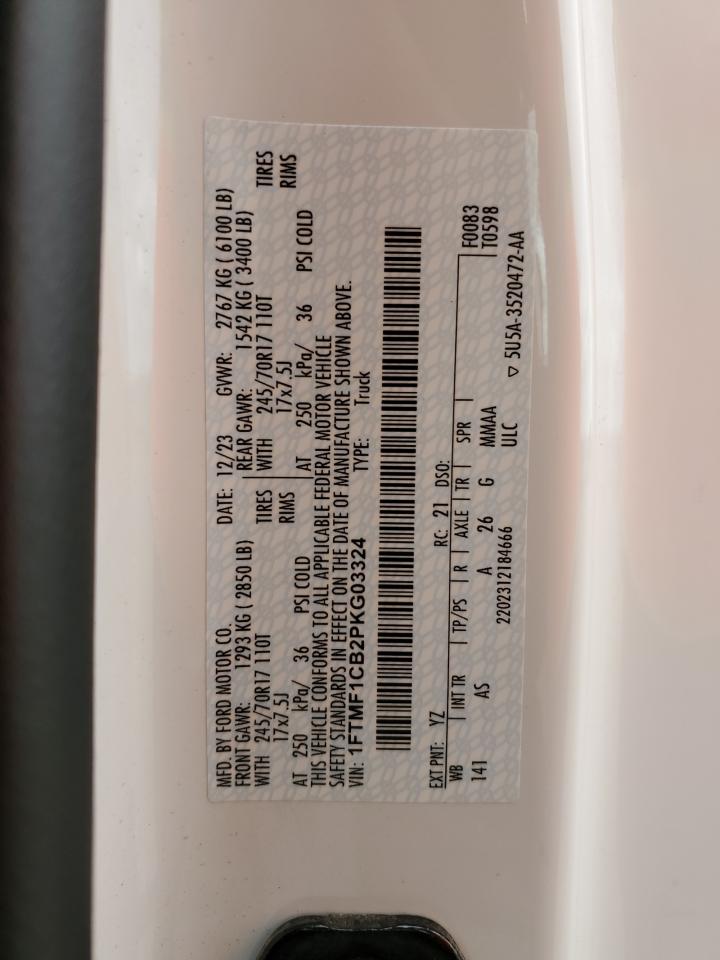 MFD. BY FORD MOTOR CO. DATE: 12/23 GVWR: 2767 KG ( 6100 LB)
FRONT GAWR: 1293 KG ( 2850 LB) REAR GAWR: 1542 KG ( 3400 LB)
WITH 245/70R17 110T TIRES WITH 245/70R17 110T TIRES
17x7.5J RIMS 17x7.5J RIMS
AT 250 kPa/ 36 PSI COLD AT 250 kPa/ 36 PSI COLD
THIS VEHICLE CONFORMS TO ALL APPLICABLE FEDERAL MOTOR VEHICLE
SAFETY STANDARDS IN EFFECT ON THE DATE OF MANUFACTURE SHOWN ABOVE.
VIN: 1FTMF1CB2PKG03324 TYPE: Truck
EXT PNT: YZ RC: 21 DSO: F0083
WB INT TR TP/PS R AXLE TR SPR T0598
141 AS A 26 G MMAA
2202312184666 ULC ▽ 5U5A-3520472-AA